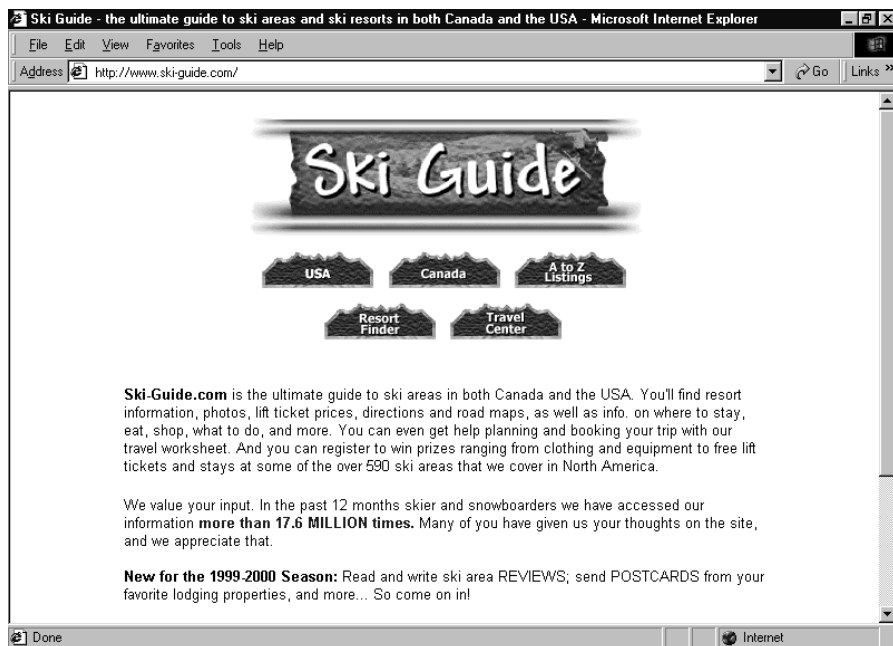 Ski Guide - the ultimate guide to ski areas and ski resorts in both Canada and the USA - Microsoft Internet Explorer
File Edit View Favorites Tools Help
Address http://www.ski-guide.com/ Go Links »
Ski Guide
USA Canada A to Z Listings
Resort Finder Travel Center
Ski-Guide.com is the ultimate guide to ski areas in both Canada and the USA. You'll find resort
information, photos, lift ticket prices, directions and road maps, as well as info. on where to stay,
eat, shop, what to do, and more. You can even get help planning and booking your trip with our
travel worksheet. And you can register to win prizes ranging from clothing and equipment to free lift
tickets and stays at some of the over 590 ski areas that we cover in North America.
We value your input. In the past 12 months skier and snowboarders we have accessed our
information more than 17.6 MILLION times. Many of you have given us your thoughts on the site,
and we appreciate that.
New for the 1999-2000 Season: Read and write ski area REVIEWS; send POSTCARDS from your
favorite lodging properties, and more... So come on in!
Done Internet